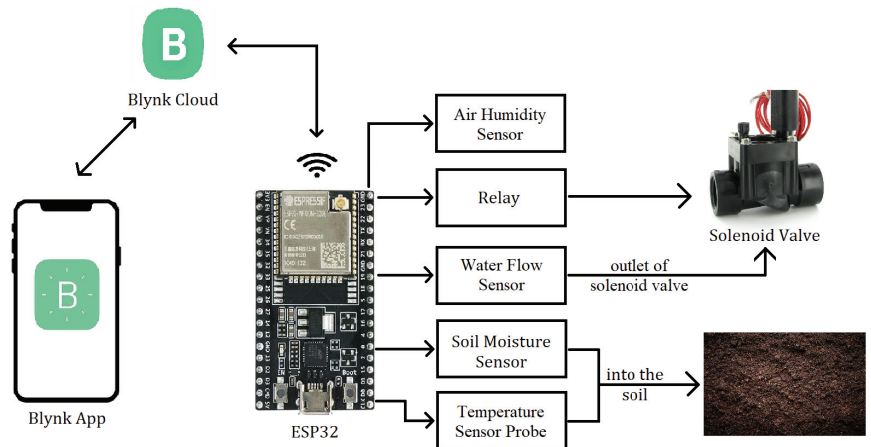 B
Blynk Cloud
Air Humidity
Sensor
Relay
Solenoid Valve
Water Flow
Sensor
outlet of
solenoid valve
B
Soil Moisture
Sensor
into the
soil
Temperature
Sensor Probe
Blynk App
ESP32
ESPRESSIF
CE
Boot